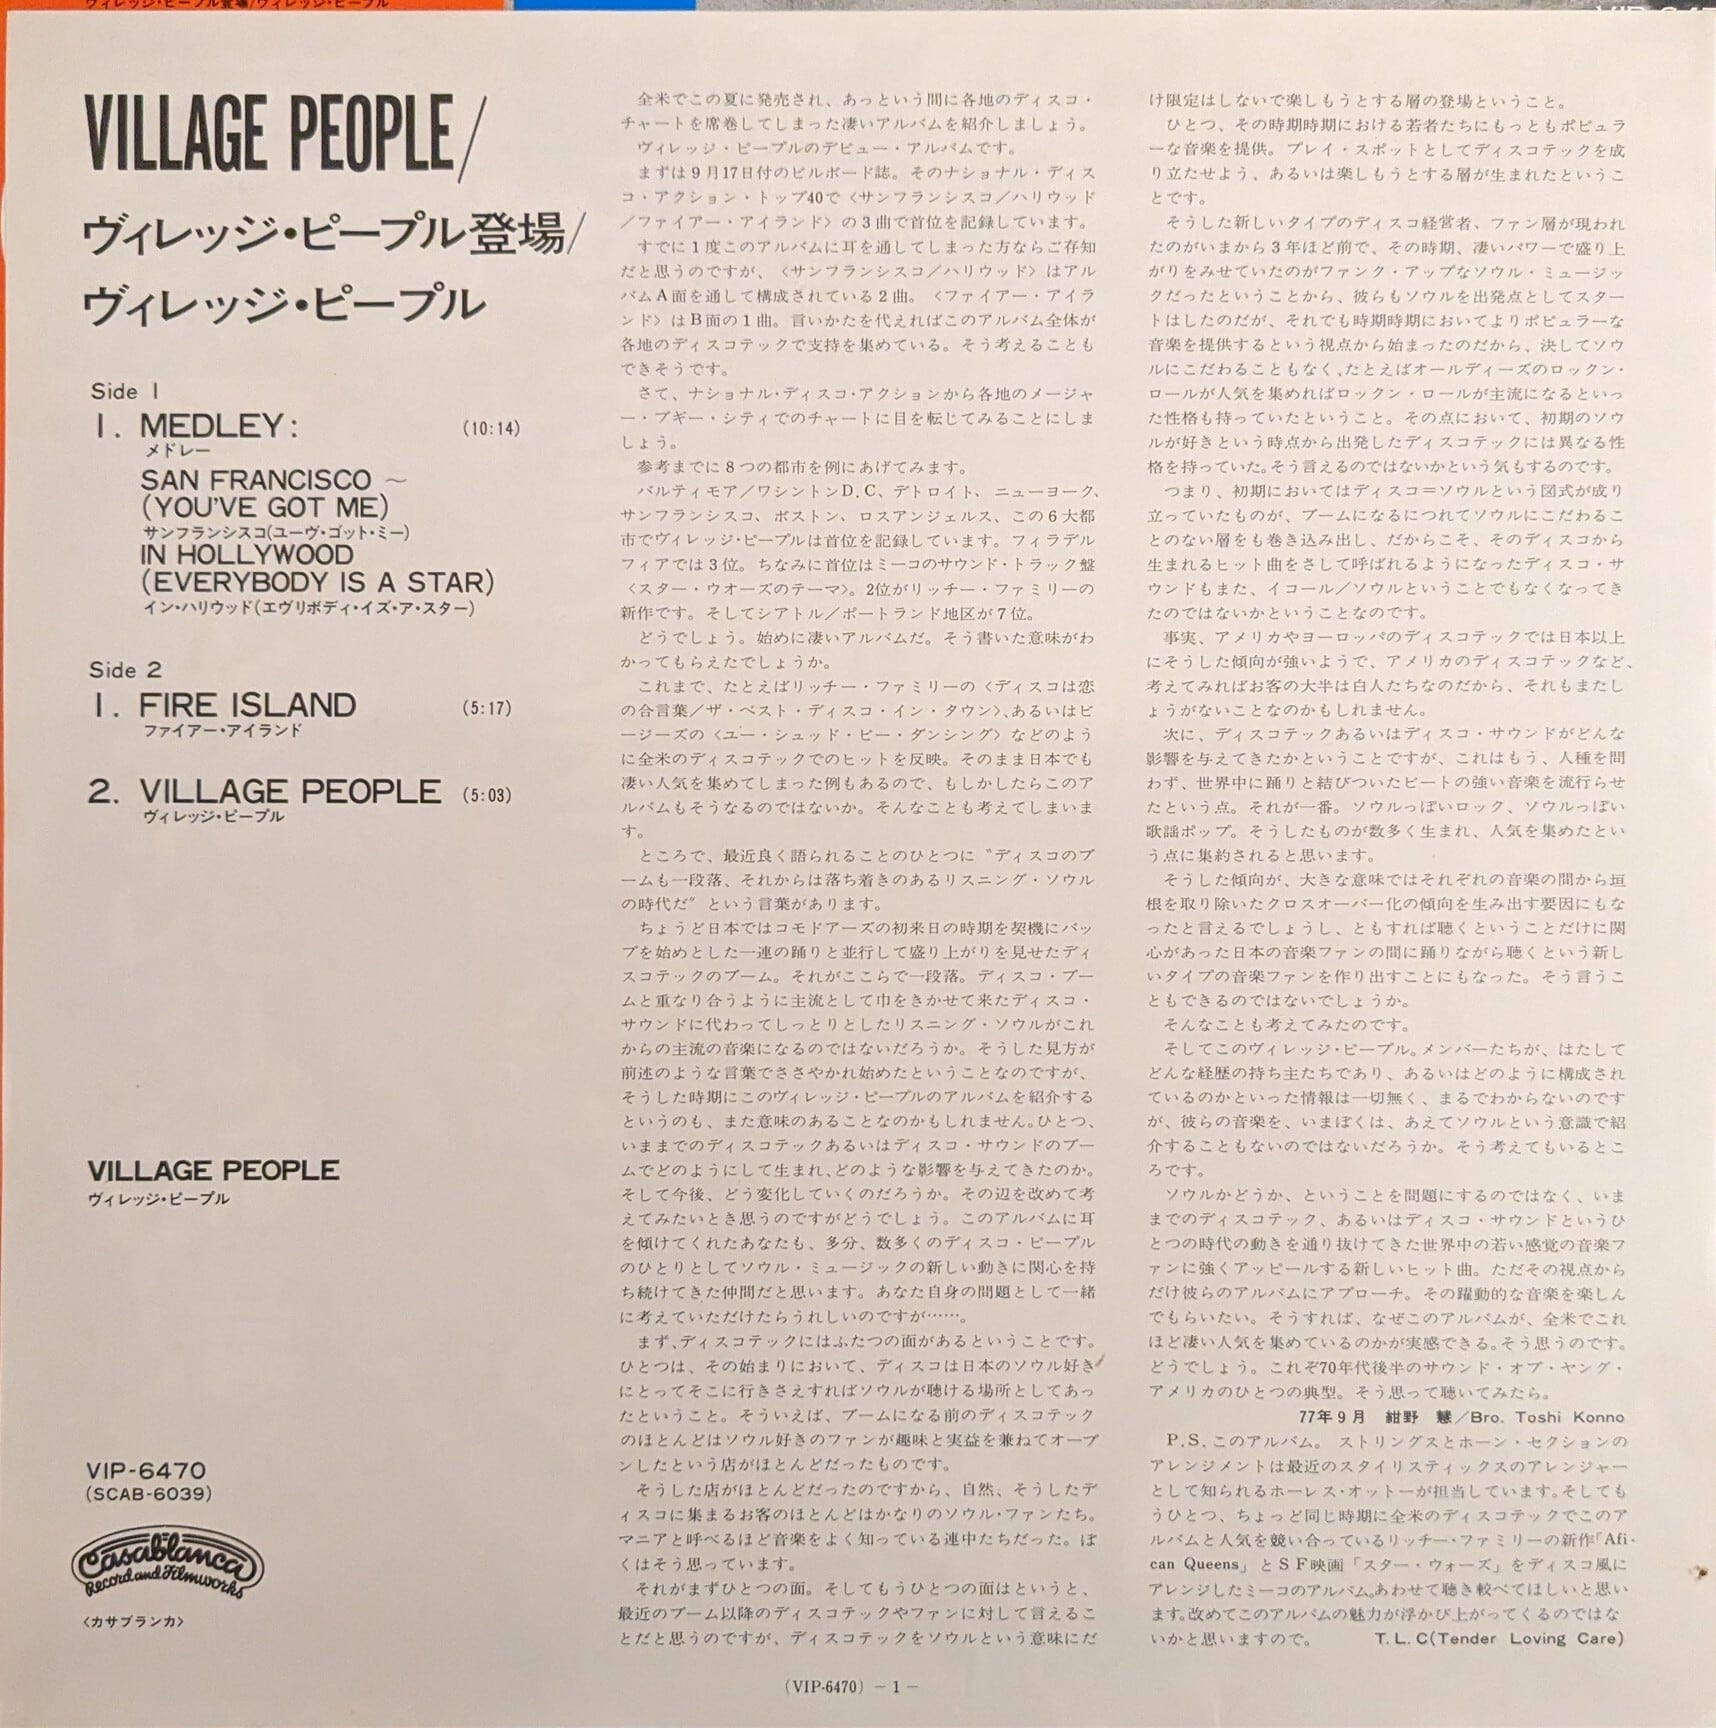 ヴィレッジ・ピープル登場/ヴィレッジ・ピープル
VILLAGE PEOPLE/
ヴィレッジ・ピープル登場/
ヴィレッジ・ピープル
Side 1
1. MEDLEY: (10:14)
メドレー
SAN FRANCISCO ~
(YOU'VE GOT ME)
サンフランシスコ(ユーヴ・ゴット・ミー)
IN HOLLYWOOD
(EVERYBODY IS A STAR)
イン・ハリウッド(エヴリボディ・イズ・ア・スター)
Side 2
1. FIRE ISLAND (5:17)
ファイアー・アイランド
2. VILLAGE PEOPLE (5:03)
ヴィレッジ・ピープル
VILLAGE PEOPLE
ヴィレッジ・ピープル
VIP-6470
(SCAB-6039)
Casablanca
Record and Filmworks
〈カサブランカ〉
全米でこの夏に発売され、あっという間に各地のディスコ・
チャートを席巻してしまった凄いアルバムを紹介しましょう。
ヴィレッジ・ピープルのデビュー・アルバムです。
まずは9月17日付のビルボード誌。そのナショナル・ディス
コ・アクション・トップ40で〈サンフランシスコ/ハリウッド
/ファイアー・アイランド〉の3曲で首位を記録しています。
すでに1度このアルバムに耳を通してしまった方ならご存知
だと思うのですが、〈サンフランシスコ/ハリウッド〉はアル
バムA面を通して構成されている2曲。〈ファイアー・アイラ
ンド〉はB面の1曲。言いかたを代えればこのアルバム全体が
各地のディスコテックで支持を集めている。そう考えることも
できそうです。
さて、ナショナル・ディスコ・アクションから各地のメージャ
ー・ブギー・シティでのチャートに目を転じてみることにしま
しょう。
参考までに8つの都市を例にあげてみます。
バルティモア/ワシントンD.C、デトロイト、ニューヨーク、
サンフランシスコ、ボストン、ロスアンジェルス、この6大都
市でヴィレッジ・ピープルは首位を記録しています。フィラデル
フィアでは3位。ちなみに首位はミーコのサウンド・トラック盤
〈スター・ウオーズのテーマ〉。2位がリッチー・ファミリーの
新作です。そしてシアトル/ポートランド地区が7位。
どうでしょう。始めに凄いアルバムだ。そう書いた意味がわ
かってもらえたでしょうか。
これまで、たとえばリッチー・ファミリーの〈ディスコは恋
の合言葉/ザ・ベスト・ディスコ・イン・タウン〉、あるいはビ
ージーズの〈ユー・シュッド・ビー・ダンシング〉などのよう
に全米のディスコテックでのヒットを反映。そのまま日本でも
凄い人気を集めてしまった例もあるので、もしかしたらこのア
ルバムもそうなるのではないか。そんなことも考えてしまいま
す。
ところで、最近良く語られることのひとつに〝ディスコのブ
ームも一段落、それからは落ち着きのあるリスニング・ソウル
の時代だ〟という言葉があります。
ちょうど日本ではコモドアーズの初来日の時期を契機にバッ
プを始めとした一連の踊りと並行して盛り上がりを見せたディ
スコテックのブーム。それがここらで一段落。ディスコ・ブー
ムと重なり合うように主流として巾をきかせて来たディスコ・
サウンドに代わってしっとりとしたリスニング・ソウルがこれ
からの主流の音楽になるのではないだろうか。そうした見方が
前述のような言葉でささやかれ始めたということなのですが、
そうした時期にこのヴィレッジ・ピープルのアルバムを紹介する
というのも、また意味のあることなのかもしれません。ひとつ、
いままでのディスコテックあるいはディスコ・サウンドのブー
ムでどのようにして生まれ、どのような影響を与えてきたのか。
そして今後、どう変化していくのだろうか。その辺を改めて考
えてみたいとき思うのですがどうでしょう。このアルバムに耳
を傾けてくれたあなたも、多分、数多くのディスコ・ピープル
のひとりとしてソウル・ミュージックの新しい動きに関心を持
ち続けてきた仲間だと思います。あなた自身の問題として一緒
に考えていただけたらうれしいのですが……。
まず、ディスコテックにはふたつの面があるということです。
ひとつは、その始まりにおいて、ディスコは日本のソウル好き
にとってそこに行きさえすればソウルが聴ける場所としてあっ
たということ。そういえば、ブームになる前のディスコテック
のほとんどはソウル好きのファンが趣味と実益を兼ねてオープ
ンしたという店がほとんどだったものです。
そうした店がほとんどだったのですから、自然、そうしたデ
ィスコに集まるお客のほとんどはかなりのソウル・ファンたち。
マニアと呼べるほど音楽をよく知っている連中たちだった。ぼ
くはそう思っています。
それがまずひとつの面。そしてもうひとつの面はというと、
最近のブーム以降のディスコテックやファンに対して言えるこ
とだと思うのですが、ディスコテックをソウルという意味にだ
け限定はしないで楽しもうとする層の登場ということ。
ひとつ、その時期時期における若者たちにもっともポピュラ
ーな音楽を提供。プレイ・スポットとしてディスコテックを成
り立たせよう、あるいは楽しもうとする層が生まれたというこ
とです。
そうした新しいタイプのディスコ経営者、ファン層が現われ
たのがいまから3年ほど前で、その時期、凄いパワーで盛り上
がりをみせていたのがファンク・アップなソウル・ミュージッ
クだったということから、彼らもソウルを出発点としてスター
トはしたのだが、それでも時期時期においてよりポピュラーな
音楽を提供するという視点から始まったのだから、決してソウ
ルにこだわることもなく、たとえばオールディーズのロックン・
ロールが人気を集めればロックン・ロールが主流になるといっ
た性格も持っていたということ。その点において、初期のソウ
ルが好きという時点から出発したディスコテックには異なる性
格を持っていた。そう言えるのではないかという気もするのです。
つまり、初期においてはディスコ=ソウルという図式が成り
立っていたものが、ブームになるにつれてソウルにこだわるこ
とのない層をも巻き込み出し、だからこそ、そのディスコから
生まれるヒット曲をさして呼ばれるようになったディスコ・サ
ウンドもまた、イコール/ソウルということでもなくなってき
たのではないかということなのです。
事実、アメリカやヨーロッパのディスコテックでは日本以上
にそうした傾向が強いようで、アメリカのディスコテックなど、
考えてみればお客の大半は白人たちなのだから、それもまたし
ょうがないことなのかもしれません。
次に、ディスコテックあるいはディスコ・サウンドがどんな
影響を与えてきたかということですが、これはもう、人種を問
わず、世界中に踊りと結びついたビートの強い音楽を流行らせ
たという点。それが一番。ソウルっぽいロック、ソウルっぽい
歌謡ポップ。そうしたものが数多く生まれ、人気を集めたとい
う点に集約されると思います。
そうした傾向が、大きな意味ではそれぞれの音楽の間から垣
根を取り除いたクロスオーバー化の傾向を生み出す要因にもな
ったと言えるでしょうし、ともすれば聴くということだけに関
心があった日本の音楽ファンの間に踊りながら聴くという新し
いタイプの音楽ファンを作り出すことにもなった。そう言うこ
ともできるのではないでしょうか。
そんなことも考えてみたのです。
そしてこのヴィレッジ・ピープル。メンバーたちが、はたして
どんな経歴の持ち主たちであり、あるいはどのように構成され
ているのかといった情報は一切無く、まるでわからないのです
が、彼らの音楽を、いまぼくは、あえてソウルという意識で紹
介することもないのではないだろうか。そう考えてもいるとこ
ろです。
ソウルかどうか、ということを問題にするのではなく、いま
までのディスコテック、あるいはディスコ・サウンドというひ
とつの時代の動きを通り抜けてきた世界中の若い感覚の音楽フ
ァンに強くアッピールする新しいヒット曲。ただその視点から
だけ彼らのアルバムにアプローチ。その躍動的な音楽を楽しん
でもらいたい。そうすれば、なぜこのアルバムが、全米でこれ
ほど凄い人気を集めているのかが実感できる。そう思うのです。
どうでしょう。これぞ70年代後半のサウンド・オブ・ヤング・
アメリカのひとつの典型。そう思って聴いてみたら。
77年9月 紺野 慧/Bro. Toshi Konno
P.S.このアルバム。ストリングスとホーン・セクションの
アレンジメントは最近のスタイリスティックスのアレンジャー
として知られるホーレス・オットーが担当しています。そしても
うひとつ、ちょっど同じ時期に全米のディスコテックでこのア
ルバムと人気を競い合っているリッチー・ファミリーの新作「Afi-
can Queens」とSF映画「スター・ウォーズ」をディスコ風に
アレンジしたミーコのアルバム。あわせて聴き較べてほしいと思い
ます。改めてこのアルバムの魅力が浮かび上がってくるのではな
いかと思いますので。 T.L.C(Tender Loving Care)
(VIP-6470) −1−